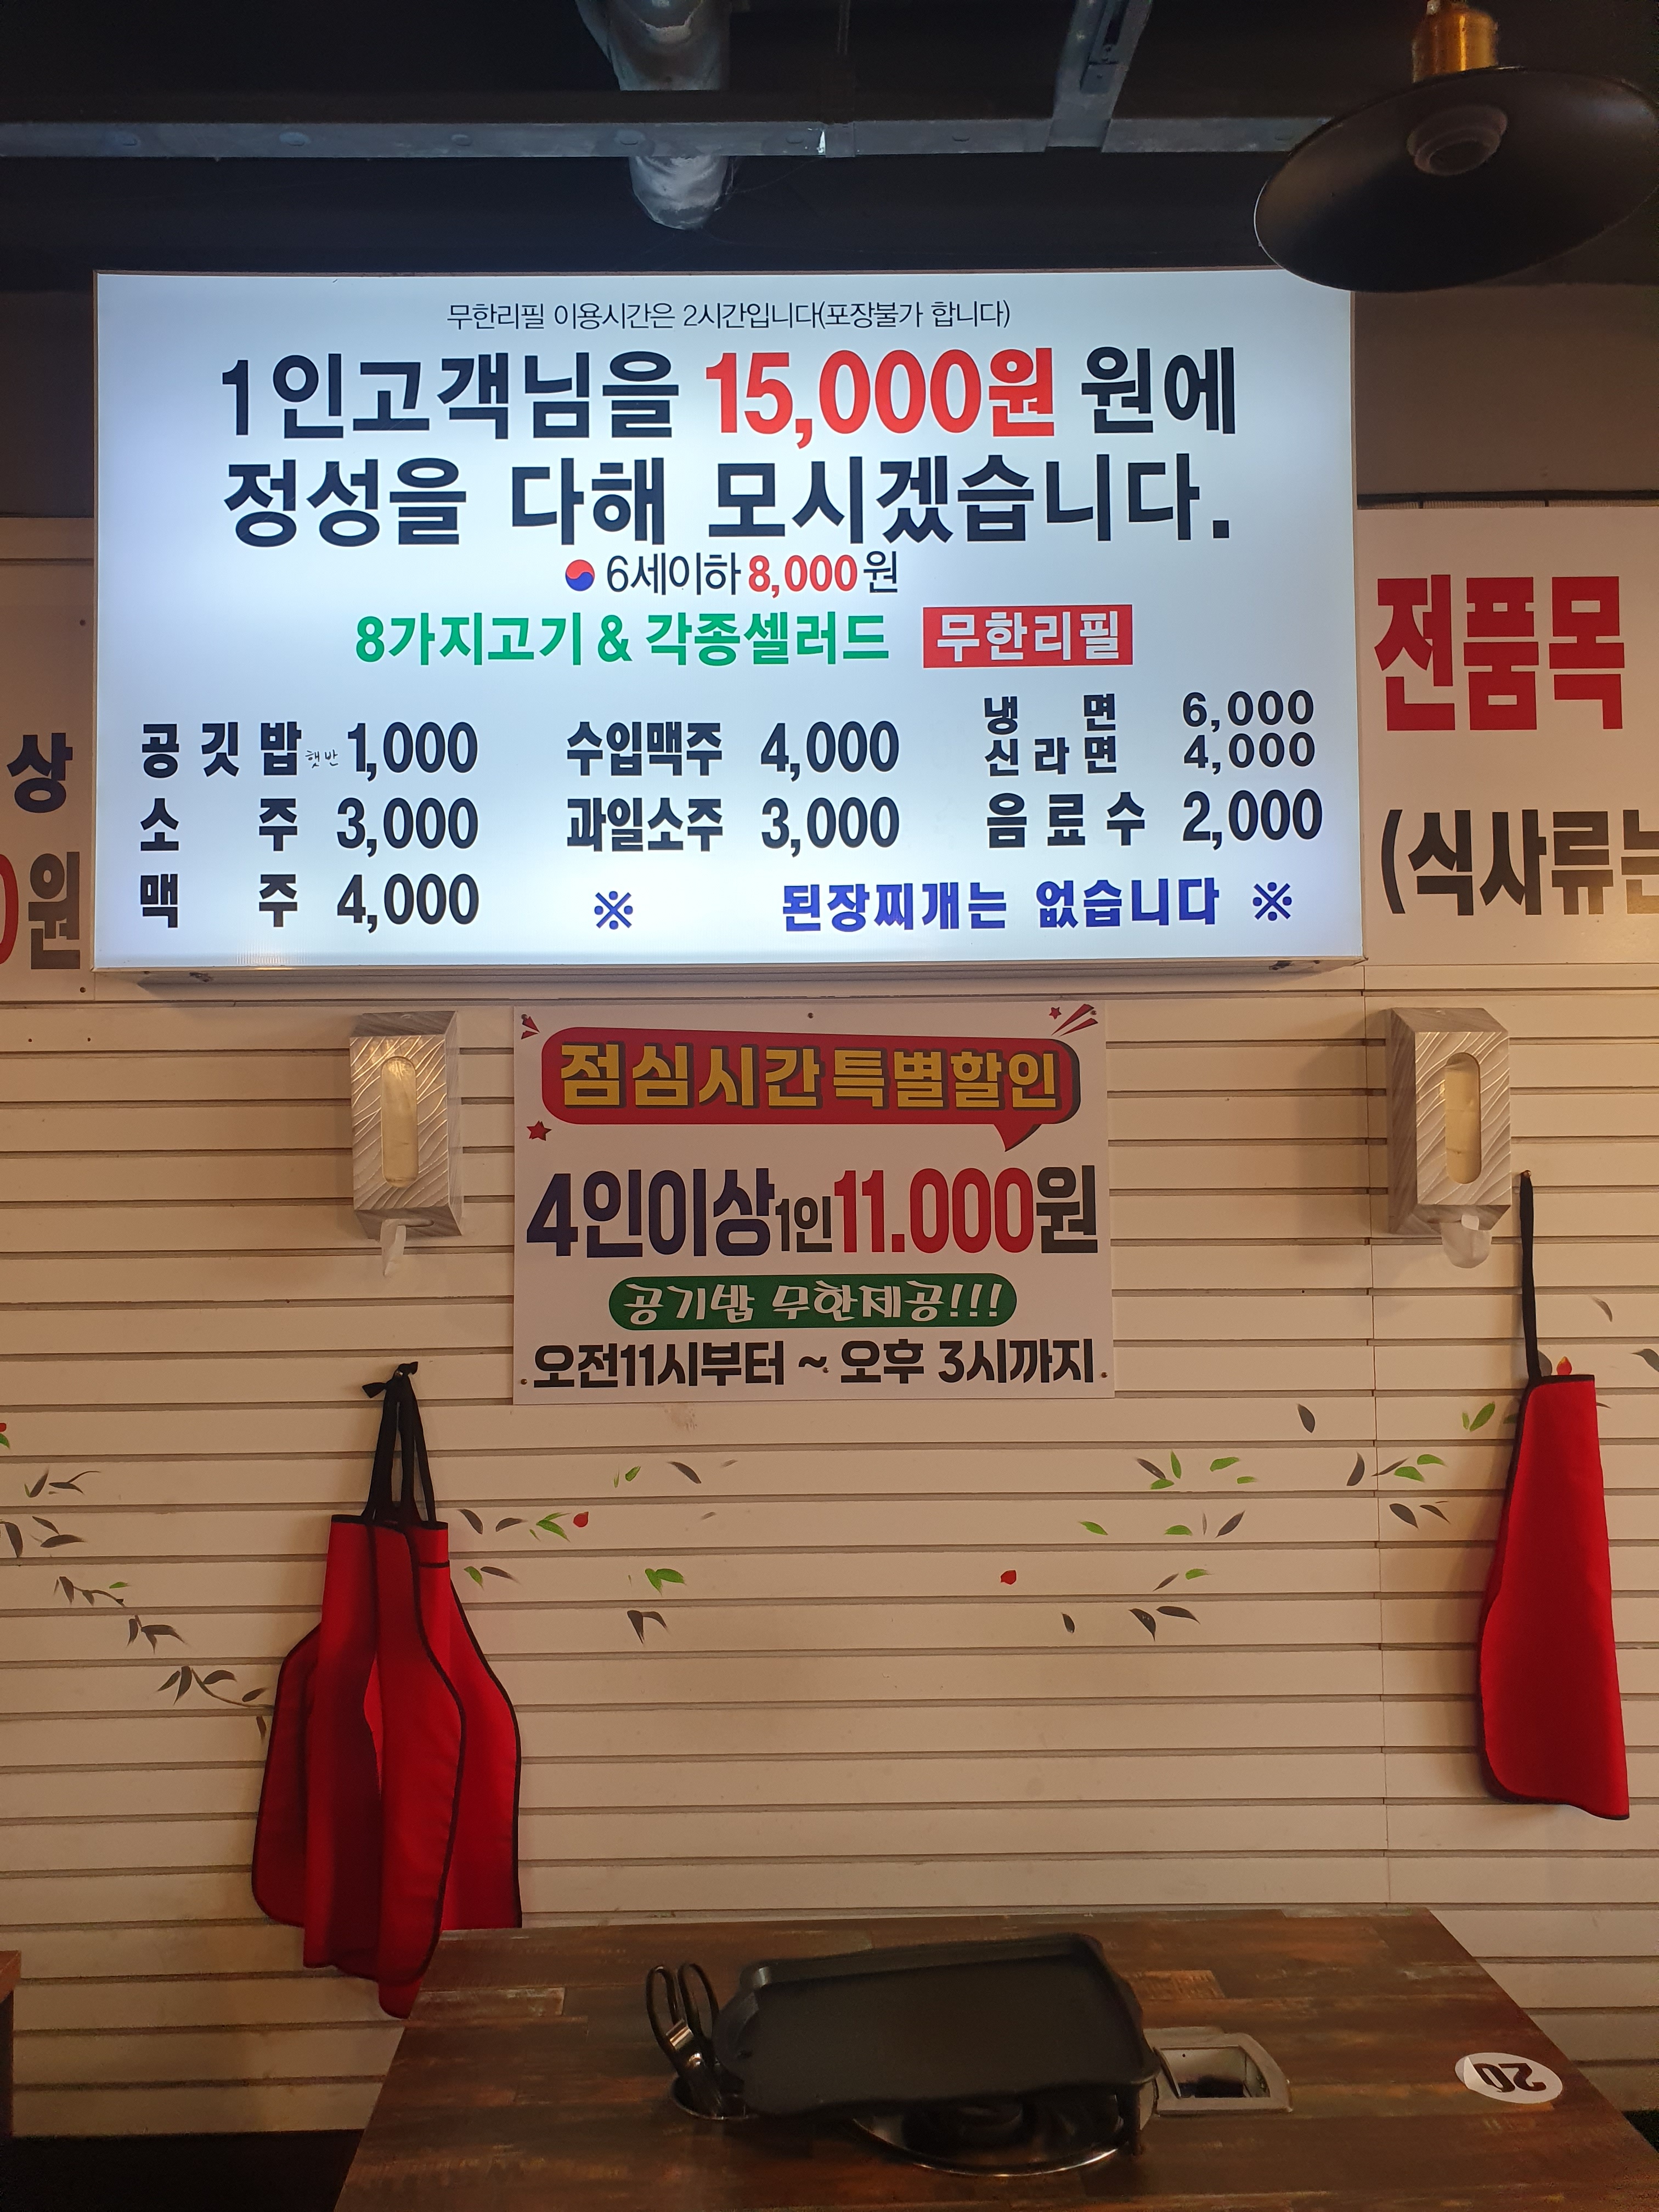 무한리필 이용시간은 2시간입니다(포장불가 합니다)
1인고객님을 15,000원 원에
정성을 다해 모시겠습니다.
6세이하 8,000원
8가지고기 & 각종셀러드 무한리필
공깃밥 햇반 1,000 수입맥주 4,000 냉면 6,000
신라면 4,000
소주 3,000 과일소주 3,000 음료수 2,000
맥주 4,000 ※ 된장찌개는 없습니다 ※
상
0원
전품목
(식사류는
점심시간특별할인
4인이상1인11.000원
공기밥 무한제공!!!
오전11시부터 ~ 오후 3시까지
20